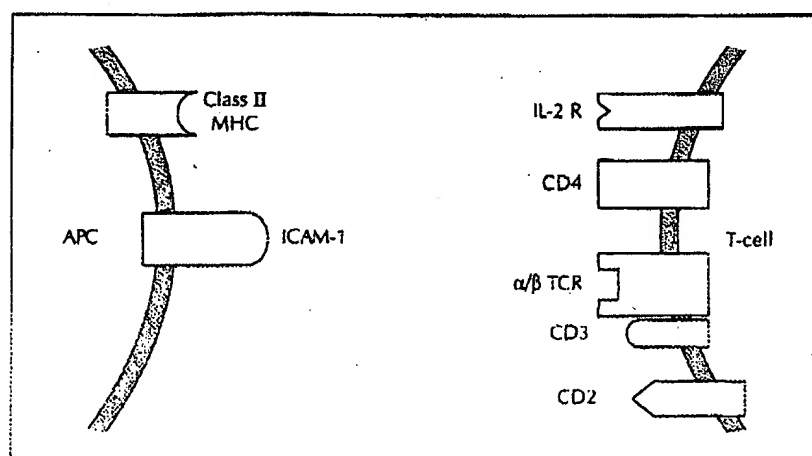 Class II
MHC
APC
ICAM-1
IL-2 R
CD4
T-cell
α/β TCR
CD3
CD2